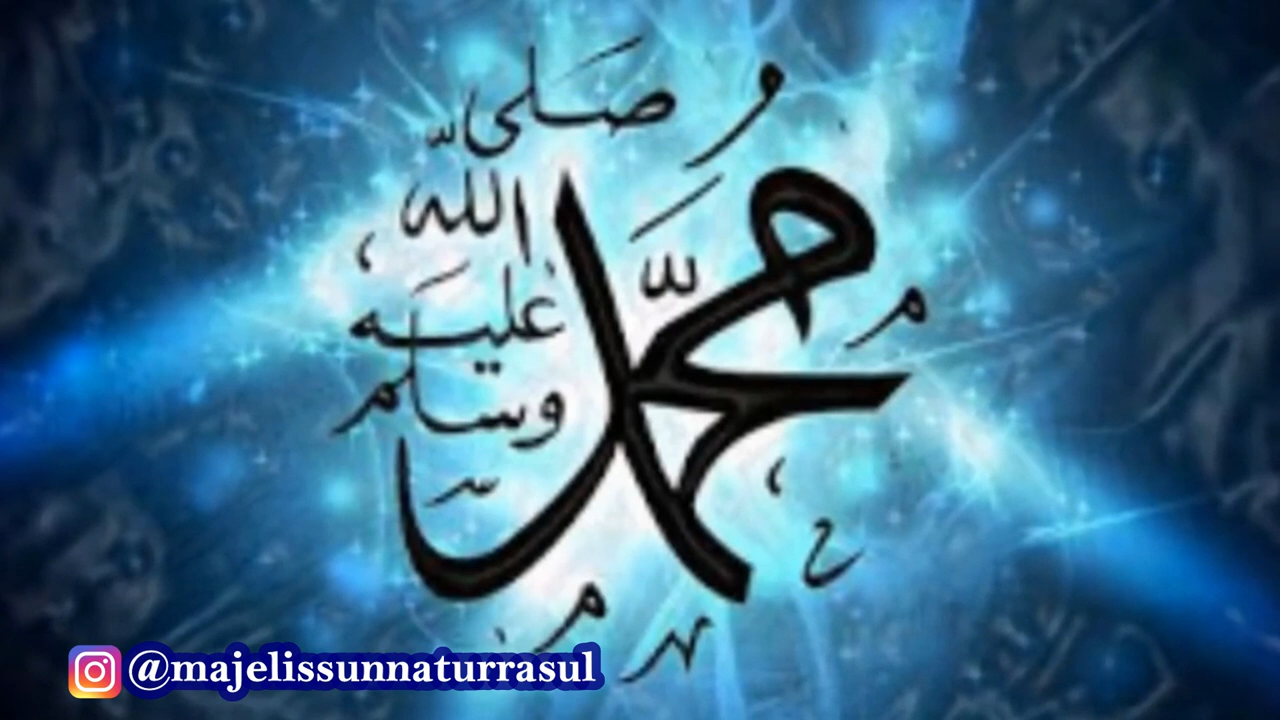 محمد
صلى
الله
عليه
وسلم
@majelissunnaturrasul